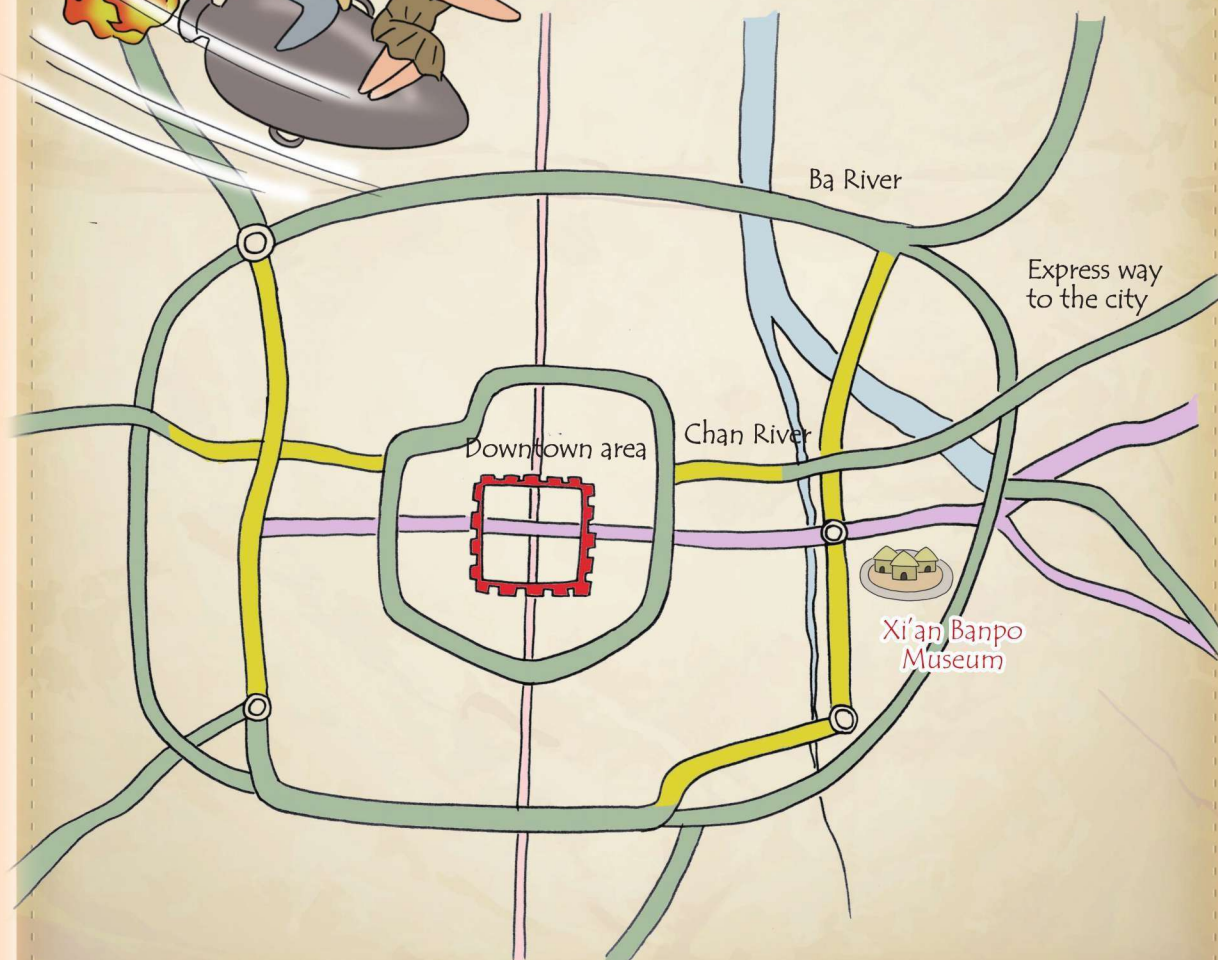 Ba River
Express way
to the city
Chan River
Downtown area
Xi'an Banpo
Museum